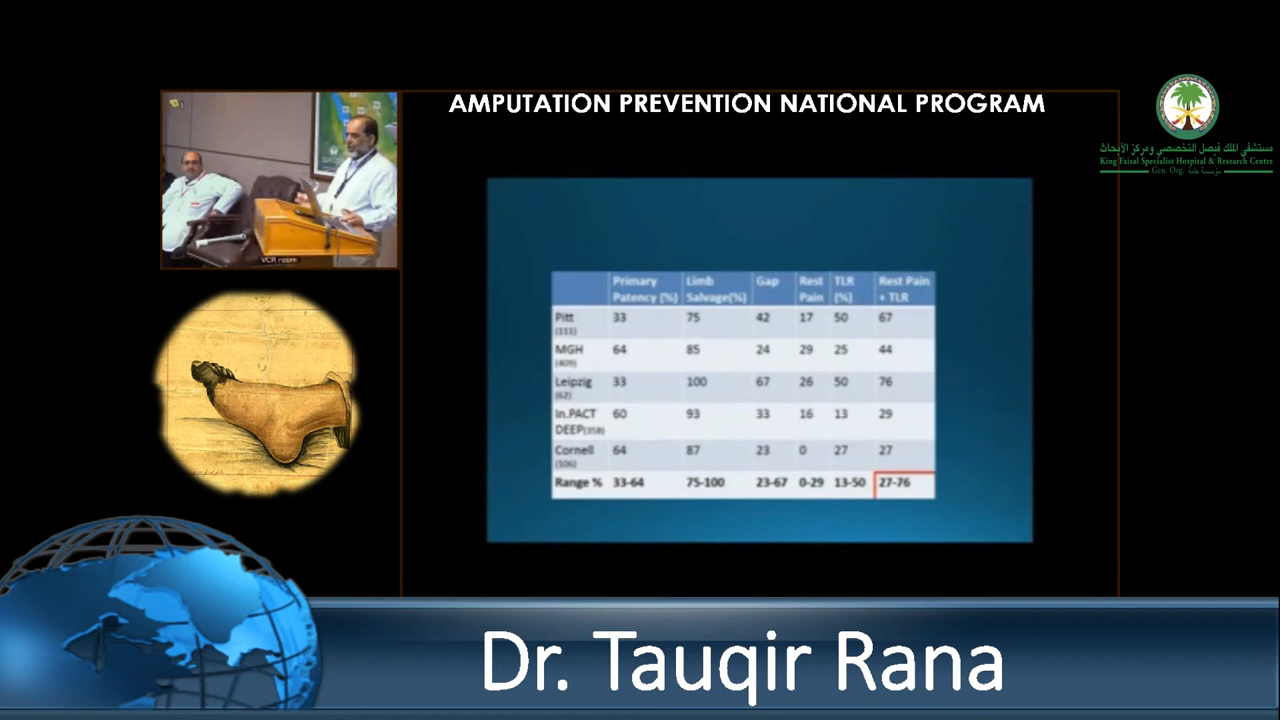 AMPUTATION PREVENTION NATIONAL PROGRAM
مستشفى الملك فيصل التخصصي ومركز الأبحاث
King Faisal Specialist Hospital & Research Centre
Gen. Org. مؤسسة عامة
VCR room
Primary Patency (%) Limb Salvage(%) Gap Rest Pain TLR (%) Rest Pain + TLR
Pitt (111) 33 75 42 17 50 67
MGH (409) 64 85 24 29 25 44
Leipzig (62) 33 100 67 26 50 76
In.PACT DEEP(358) 60 93 33 16 13 29
Cornell (106) 64 87 23 0 27 27
Range % 33-64 75-100 23-67 0-29 13-50 27-76
Dr. Tauqir Rana